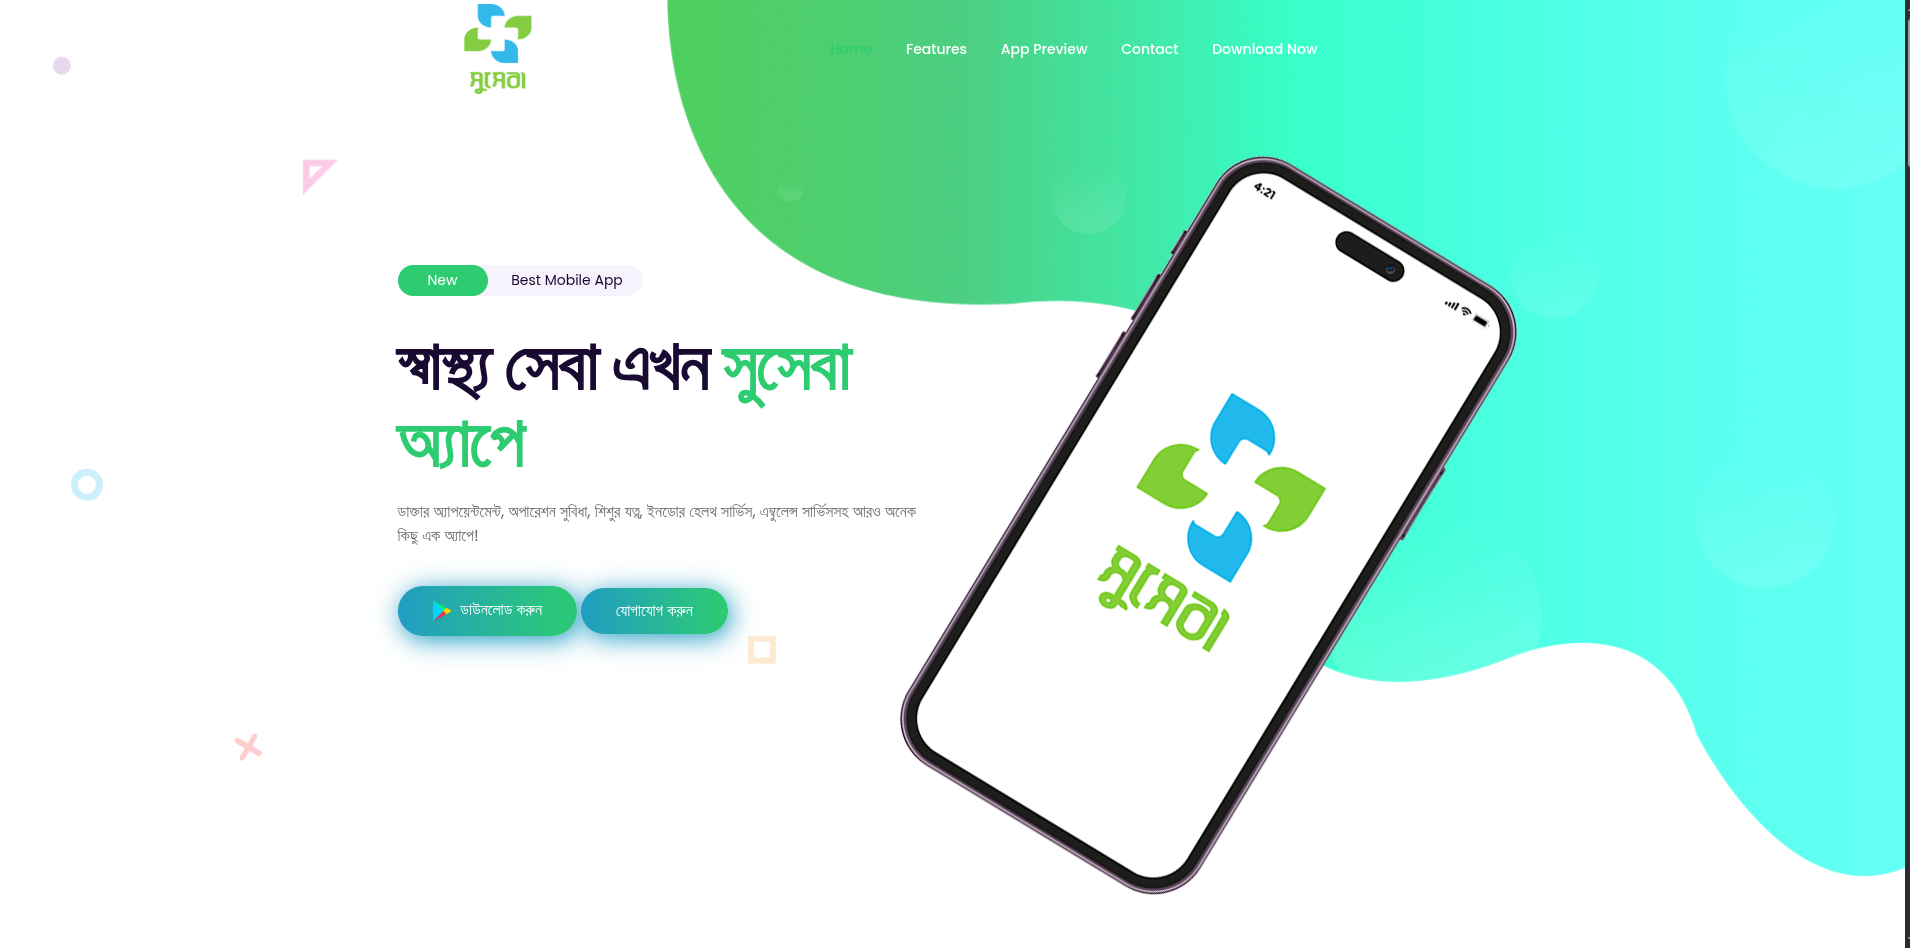 সুসেবা
Home Features App Preview Contact Download Now
New Best Mobile App
স্বাস্থ্য সেবা এখন সুসেবা
অ্যাপে
ডাক্তার অ্যাপয়েন্টমেন্ট, অপারেশন সুবিধা, শিশুর যত্ন, ইনডোর হেলথ সার্ভিস, এম্বুলেন্স সার্ভিসসহ আরও অনেক
কিছু এক অ্যাপে!
ডাউনলোড করুন যোগাযোগ করুন
4:21
সুসেবা